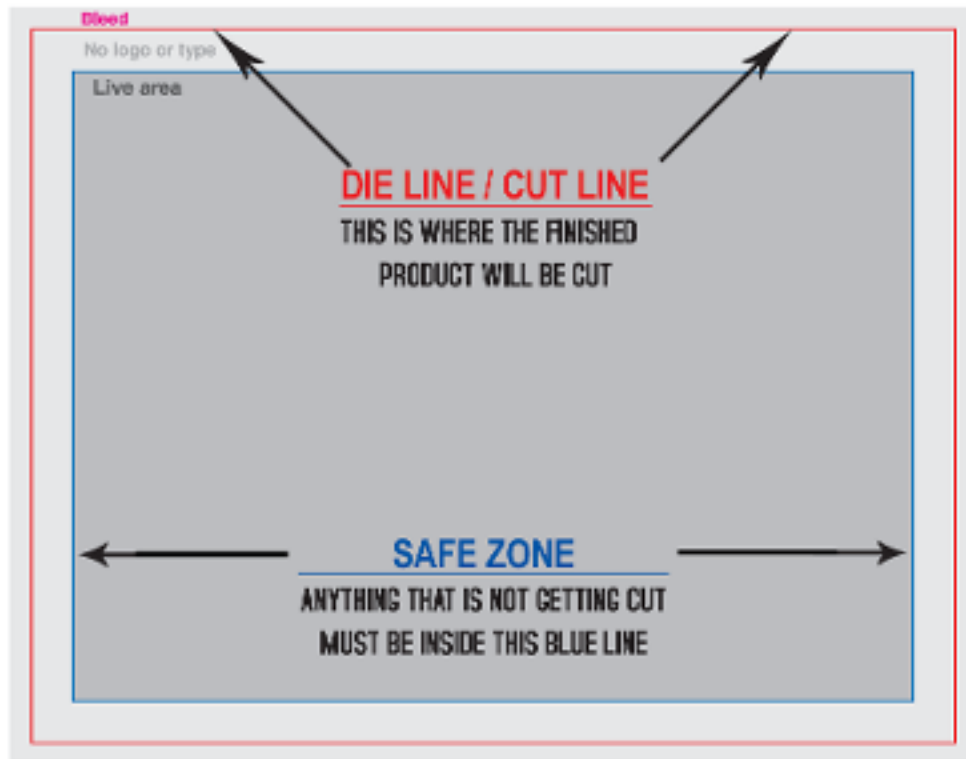 Bleed
No logo or type
Live area
DIE LINE / CUT LINE
THIS IS WHERE THE FINISHED
PRODUCT WILL BE CUT
SAFE ZONE
ANYTHING THAT IS NOT GETTING CUT
MUST BE INSIDE THIS BLUE LINE